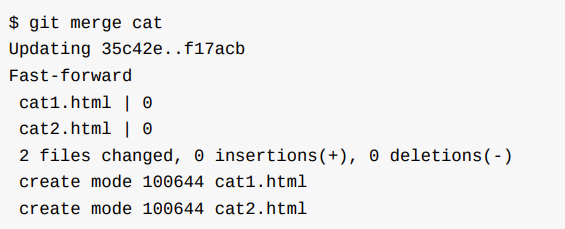 $ git merge cat
Updating 35c42e..f17acb
Fast-forward
cat1.html | 0
cat2.html | 0
2 files changed, 0 insertions(+), 0 deletions(-)
create mode 100644 cat1.html
create mode 100644 cat2.html